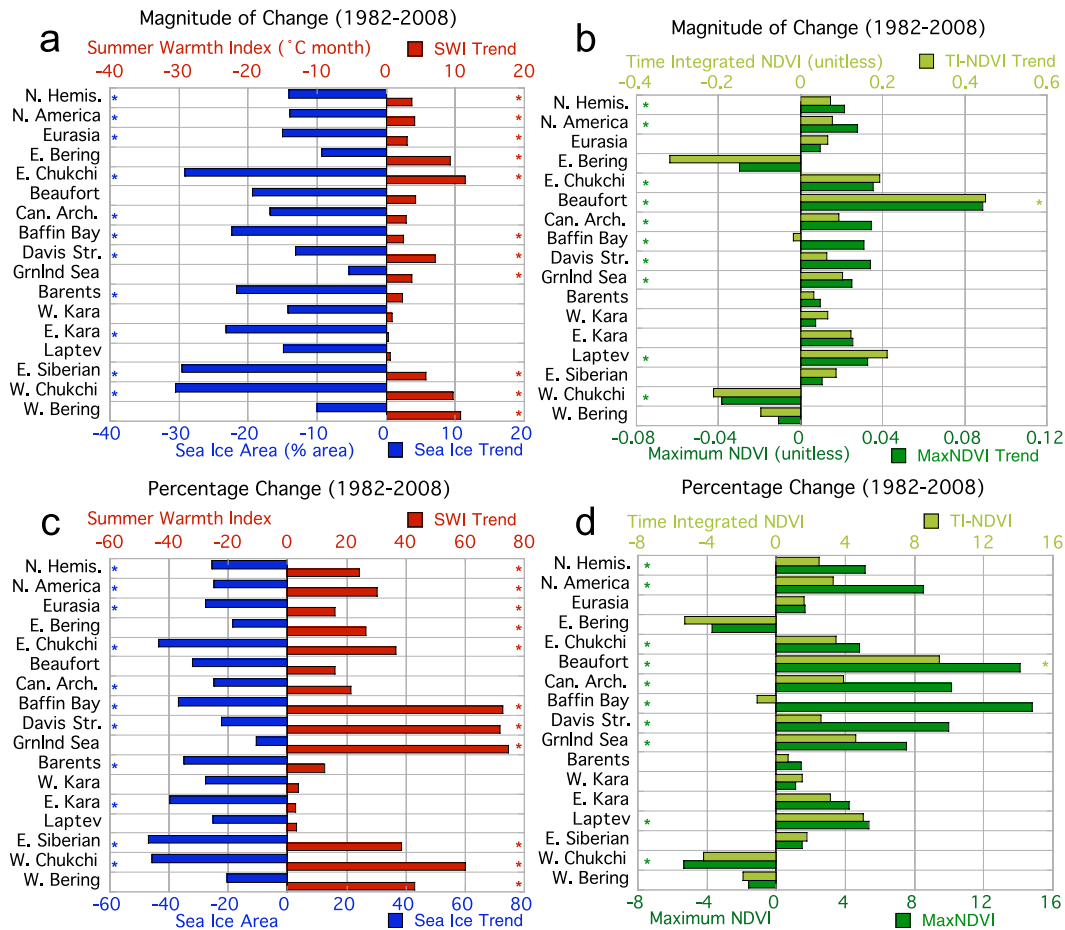 a
Magnitude of Change (1982-2008)
Summer Warmth Index (˚C month) SWI Trend
-40 -30 -20 -10 0 10 20
N. Hemis. * *
N. America * *
Eurasia * *
E. Bering *
E. Chukchi * *
Beaufort
Can. Arch. *
Baffin Bay * *
Davis Str. * *
Grnlnd Sea *
Barents *
W. Kara
E. Kara *
Laptev
E. Siberian * *
W. Chukchi * *
W. Bering *
-40 -30 -20 -10 0 10 20
Sea Ice Area (% area) Sea Ice Trend
b
Magnitude of Change (1982-2008)
Time Integrated NDVI (unitless) TI-NDVI Trend
-0.4 -0.2 0 0.2 0.4 0.6
N. Hemis. *
N. America *
Eurasia
E. Bering
E. Chukchi *
Beaufort * *
Can. Arch. *
Baffin Bay *
Davis Str. *
Grnlnd Sea *
Barents
W. Kara
E. Kara
Laptev *
E. Siberian
W. Chukchi *
W. Bering
-0.08 -0.04 0 0.04 0.08 0.12
Maximum NDVI (unitless) MaxNDVI Trend
c
Percentage Change (1982-2008)
Summer Warmth Index SWI Trend
-60 -40 -20 0 20 40 60 80
N. Hemis. * *
N. America * *
Eurasia * *
E. Bering *
E. Chukchi * *
Beaufort
Can. Arch. *
Baffin Bay * *
Davis Str. * *
Grnlnd Sea *
Barents *
W. Kara
E. Kara *
Laptev
E. Siberian * *
W. Chukchi * *
W. Bering *
-60 -40 -20 0 20 40 60 80
Sea Ice Area Sea Ice Trend
d
Percentage Change (1982-2008)
Time Integrated NDVI TI-NDVI
-8 -4 0 4 8 12 16
N. Hemis. *
N. America *
Eurasia
E. Bering
E. Chukchi *
Beaufort * *
Can. Arch. *
Baffin Bay *
Davis Str. *
Grnlnd Sea *
Barents
W. Kara
E. Kara
Laptev *
E. Siberian
W. Chukchi *
W. Bering
-8 -4 0 4 8 12 16
Maximum NDVI MaxNDVI